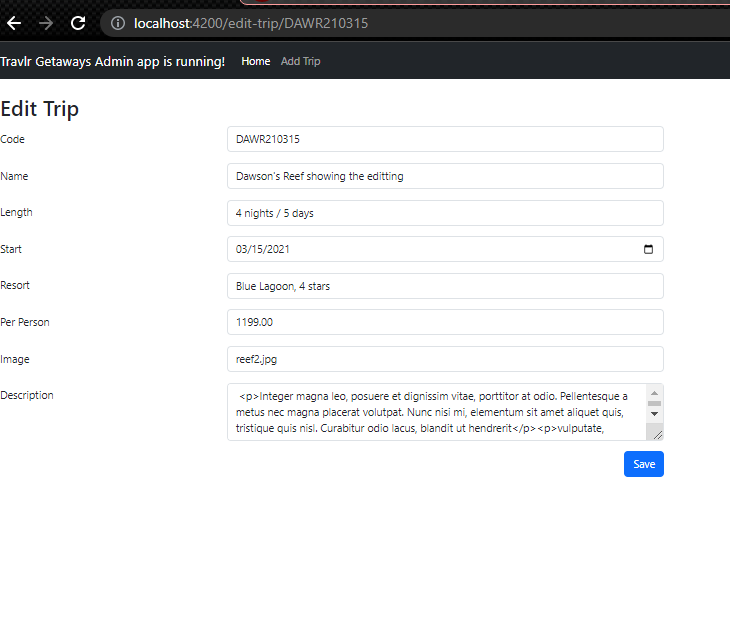 localhost:4200/edit-trip/DAWR210315
Travlr Getaways Admin app is running! Home Add Trip
Edit Trip
Code DAWR210315
Name Dawson's Reef showing the editting
Length 4 nights / 5 days
Start 03/15/2021
Resort Blue Lagoon, 4 stars
Per Person 1199.00
Image reef2.jpg
Description <p>Integer magna leo, posuere et dignissim vitae, porttitor at odio. Pellentesque a
metus nec magna placerat volutpat. Nunc nisi mi, elementum sit amet aliquet quis,
tristique quis nisl. Curabitur odio lacus, blandit ut hendrerit</p><p>vulputate,
Save